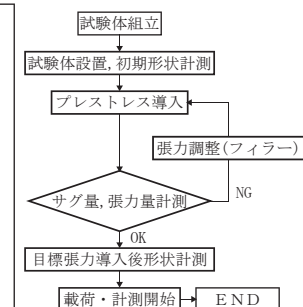 試験体組立
試験体設置,初期形状計測
プレストレス導入
張力調整(フィラー)
サグ量,張力量計測
NG
OK
目標張力導入後形状計測
載荷・計測開始
END